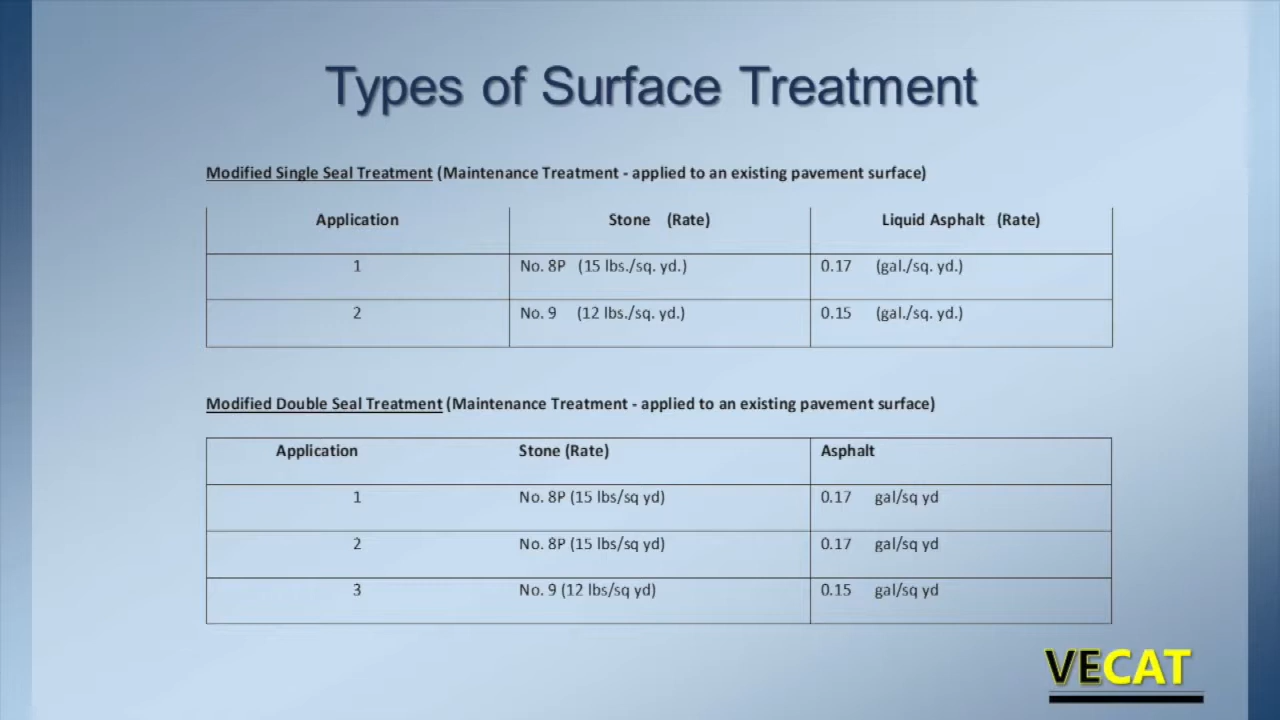 Types of Surface Treatment
Modified Single Seal Treatment (Maintenance Treatment - applied to an existing pavement surface)
Application Stone (Rate) Liquid Asphalt (Rate)
1 No. 8P (15 lbs./sq. yd.) 0.17 (gal./sq. yd.)
2 No. 9 (12 lbs./sq. yd.) 0.15 (gal./sq. yd.)
Modified Double Seal Treatment (Maintenance Treatment - applied to an existing pavement surface)
Application Stone (Rate) Asphalt
1 No. 8P (15 lbs/sq yd) 0.17 gal/sq yd
2 No. 8P (15 lbs/sq yd) 0.17 gal/sq yd
3 No. 9 (12 lbs/sq yd) 0.15 gal/sq yd
VECAT